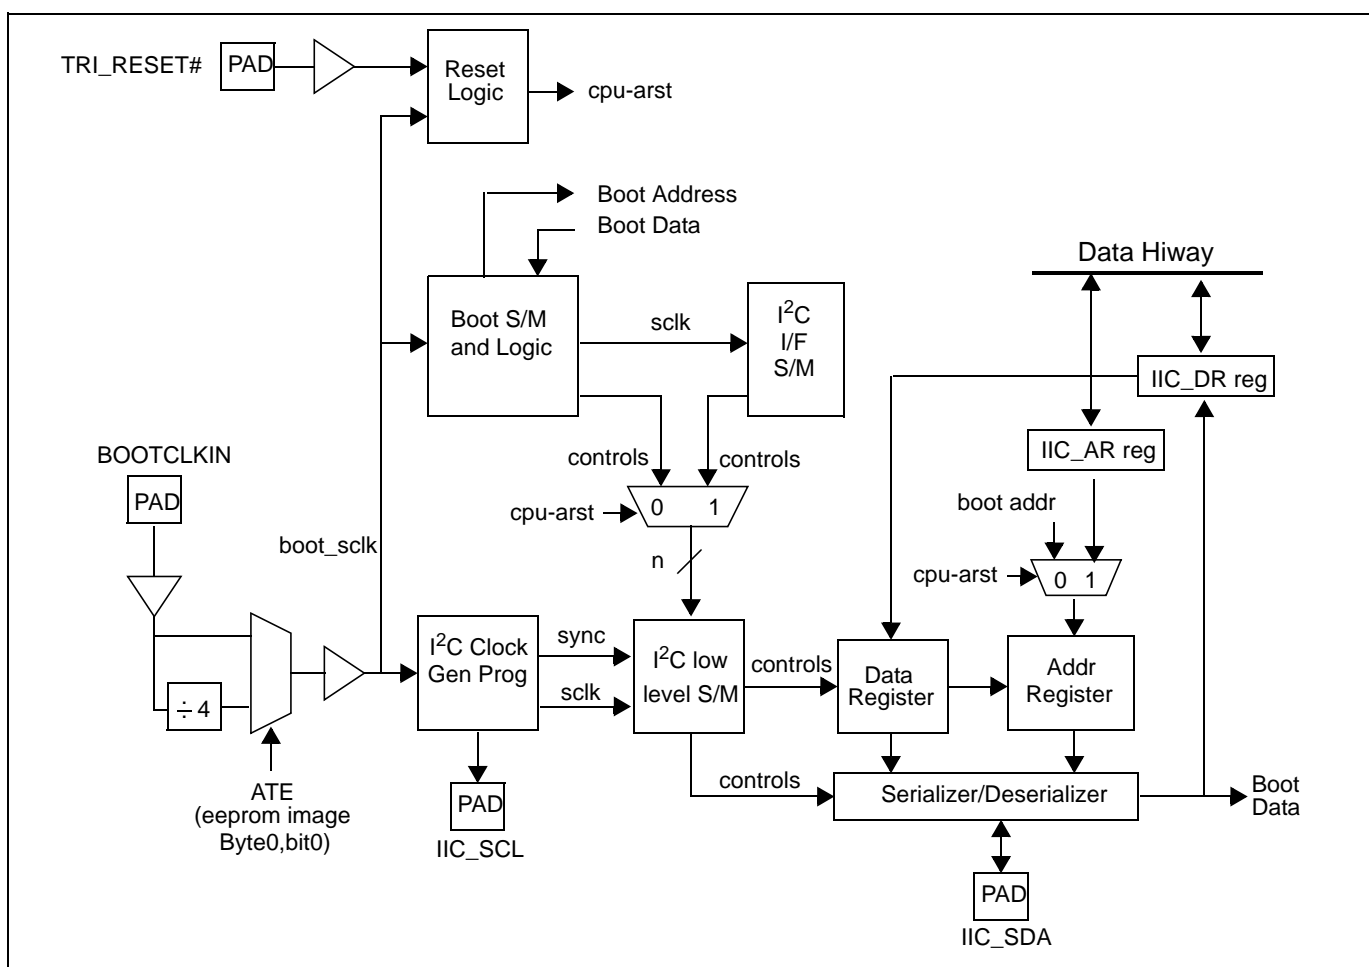 TRI_RESET#
PAD
Reset
Logic
cpu-arst
Boot Address
Boot Data
Data Hiway
Boot S/M
and Logic
sclk
I²C
I/F
S/M
IIC_DR reg
IIC_AR reg
BOOTCLKIN
PAD
controls
controls
0 1
cpu-arst
boot addr
boot_sclk
n
cpu-arst
0 1
÷ 4
I²C Clock
Gen Prog
sync
sclk
I²C low
level S/M
controls
Data
Register
Addr
Register
ATE
(eeprom image
Byte0,bit0)
PAD
IIC_SCL
controls
Serializer/Deserializer
Boot
Data
PAD
IIC_SDA